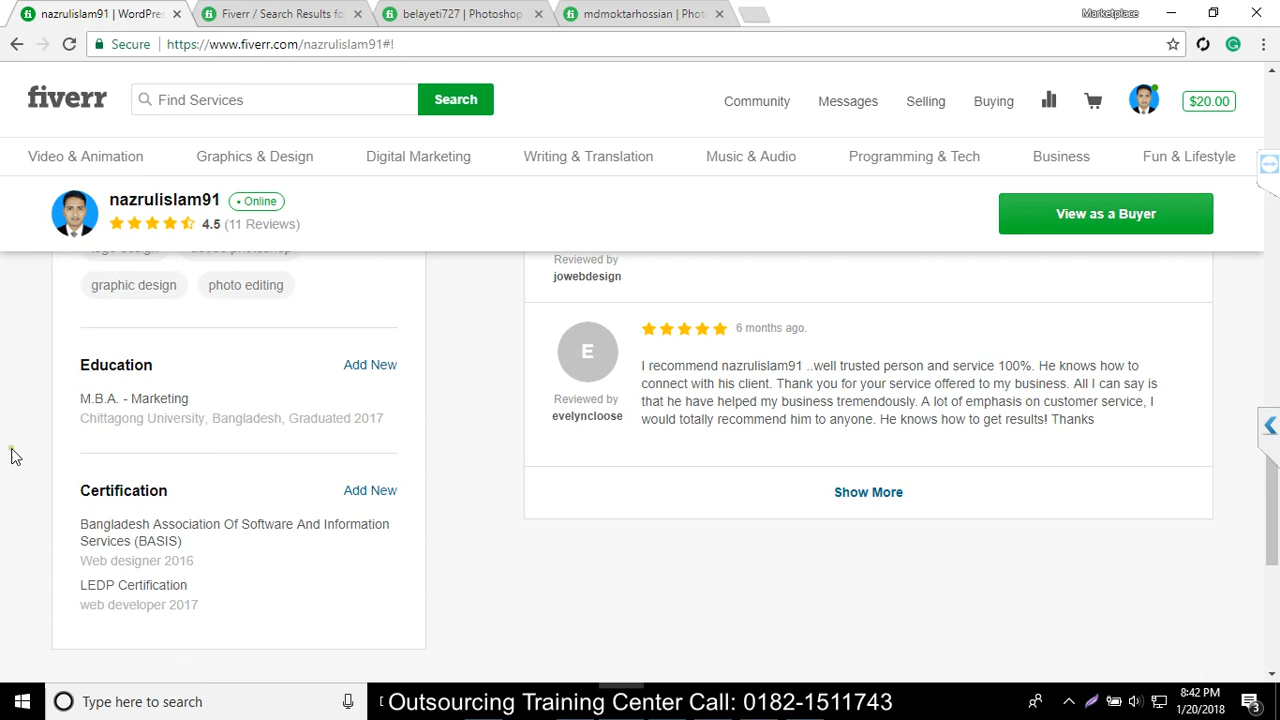 nazrulislam91 | WordPre
Fiverr / Search Results fo
belayeti727 | Photoshop
mdmoktarhossian | Phot
Marketplace
Secure
https://www.fiverr.com/nazrulislam91#!
fiverr
Find Services
Search
Community
Messages
Selling
Buying
$20.00
Video & Animation
Graphics & Design
Digital Marketing
Writing & Translation
Music & Audio
Programming & Tech
Business
Fun & Lifestyle
nazrulislam91
• Online
4.5 (11 Reviews)
View as a Buyer
logo design
adobe photoshop
graphic design
photo editing
Education
Add New
M.B.A. - Marketing
Chittagong University, Bangladesh, Graduated 2017
Certification
Add New
Bangladesh Association Of Software And Information
Services (BASIS)
Web designer 2016
LEDP Certification
web developer 2017
Reviewed by
jowebdesign
E
Reviewed by
evelyncloose
6 months ago.
I recommend nazrulislam91 ..well trusted person and service 100%. He knows how to
connect with his client. Thank you for your service offered to my business. All I can say is
that he have helped my business tremendously. A lot of emphasis on customer service, I
would totally recommend him to anyone. He knows how to get results! Thanks
Show More
Type here to search
Outsourcing Training Center Call: 0182-1511743
8:42 PM
1/20/2018
3